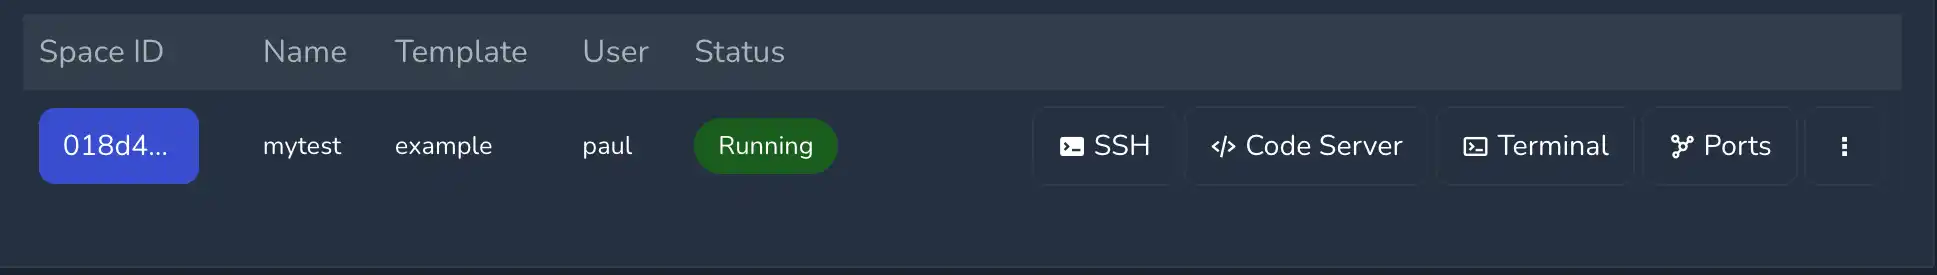 Space ID Name Template User Status
018d4... mytest example paul Running SSH Code Server Terminal Ports